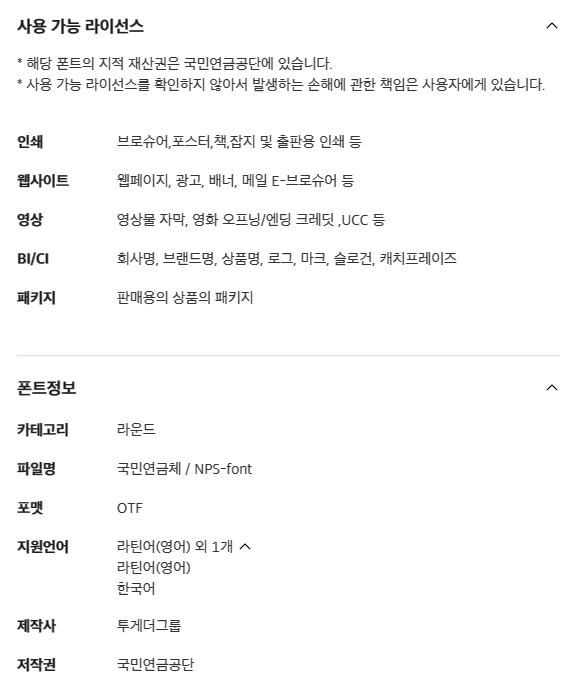 사용 가능 라이선스
* 해당 폰트의 지적 재산권은 국민연금공단에 있습니다.
* 사용 가능 라이선스를 확인하지 않아서 발생하는 손해에 관한 책임은 사용자에게 있습니다.
인쇄 브로슈어,포스터,책,잡지 및 출판용 인쇄 등
웹사이트 웹페이지, 광고, 배너, 메일 E-브로슈어 등
영상 영상물 자막, 영화 오프닝/엔딩 크레딧 ,UCC 등
BI/CI 회사명, 브랜드명, 상품명, 로그, 마크, 슬로건, 캐치프레이즈
패키지 판매용의 상품의 패키지
폰트정보
카테고리 라운드
파일명 국민연금체 / NPS-font
포맷 OTF
지원언어 라틴어(영어) 외 1개
라틴어(영어)
한국어
제작사 투게더그룹
저작권 국민연금공단